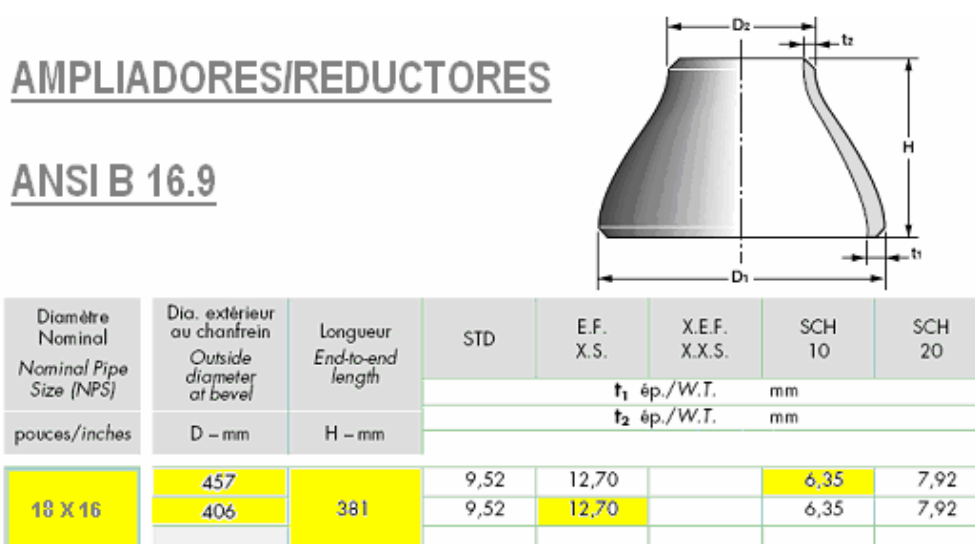 AMPLIADORES/REDUCTORES
ANSI B 16.9
D₂
t₂
H
t₁
D₁
Diamètre
Nominal
Nominal Pipe
Size (NPS)
pouces/inches
Dia. extérieur
au chanfrein
Outside
diameter
at bevel
D – mm
Longueur
End-to-end
length
H – mm
STD
E.F.
X.S.
X.E.F.
X.X.S.
SCH
10
SCH
20
t₁ ép./W.T. mm
t₂ ép./W.T. mm
18 X 16
457 381 9,52 12,70 6,35 7,92
406 9,52 12,70 6,35 7,92